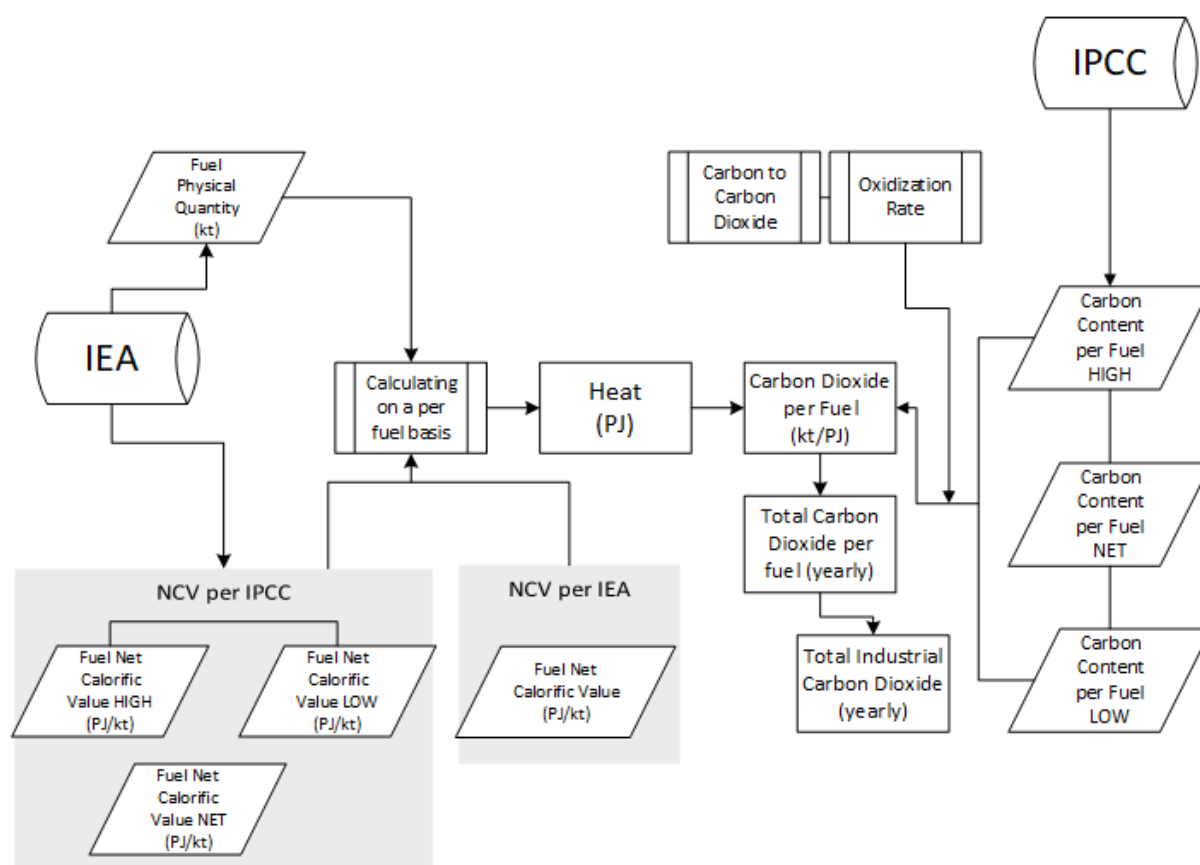 IPCC
Fuel
Physical
Quantity
(kt)
Carbon to
Carbon
Dioxide
Oxidization
Rate
IEA
Carbon
Content
per Fuel
HIGH
Calculating
on a per
fuel basis
Heat
(PJ)
Carbon Dioxide
per Fuel
(kt/PJ)
Carbon
Content
per Fuel
NET
Total Carbon
Dioxide per
fuel (yearly)
NCV per IPCC
NCV per IEA
Fuel Net
Calorific
Value HIGH
(PJ/kt)
Fuel Net
Calorific
Value LOW
(PJ/kt)
Fuel Net
Calorific Value
(PJ/kt)
Total Industrial
Carbon Dioxide
(yearly)
Carbon
Content
per Fuel
LOW
Fuel Net
Calorific
Value NET
(PJ/kt)